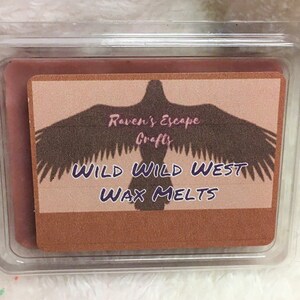 Raven's Escape
Crafts
Wild Wild West
Wax Melts